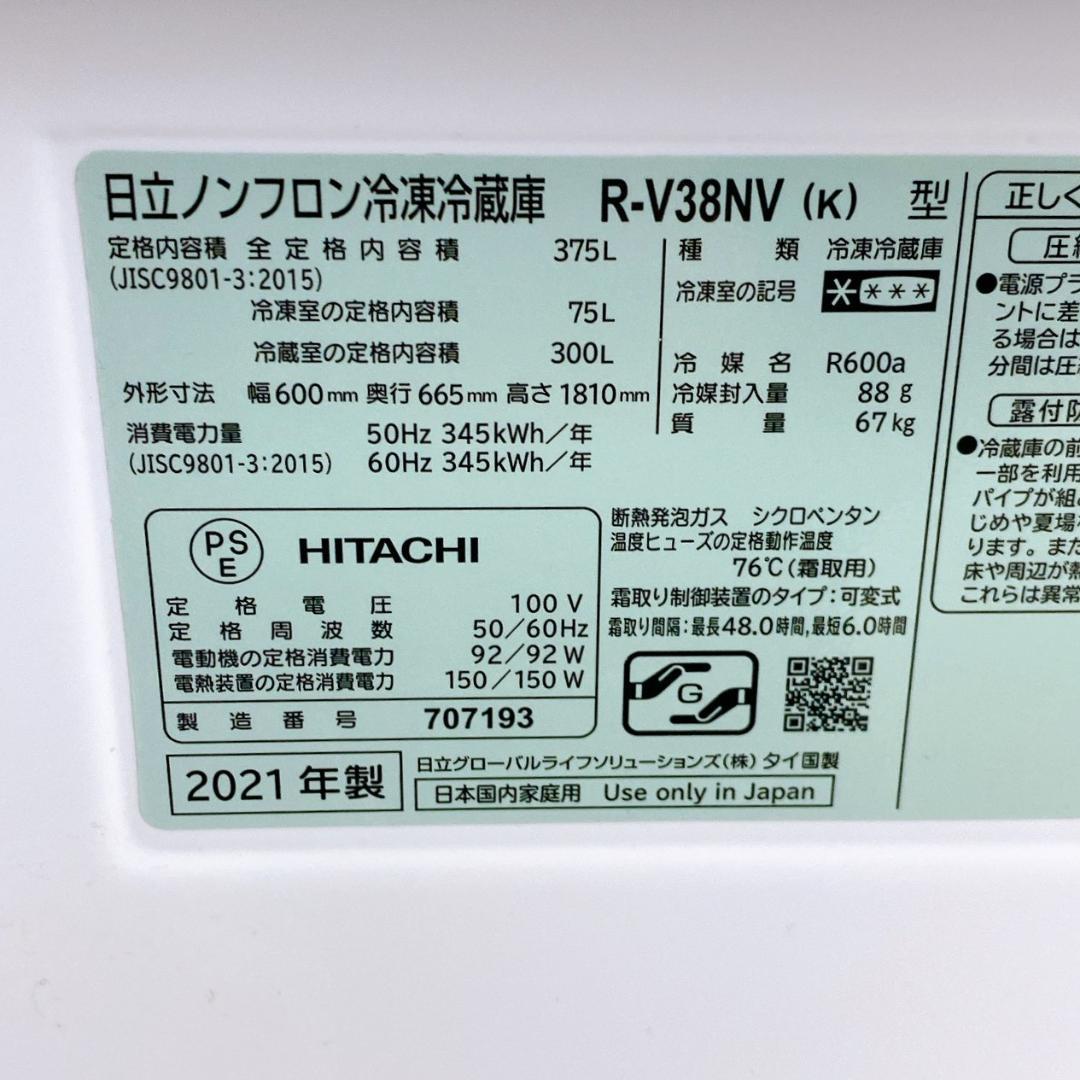 日立ノンフロン冷凍冷蔵庫 R-V38NV (K) 型
定格内容積 全定格内容積 375L
(JISC9801-3:2015)
冷凍室の定格内容積 75L
冷蔵室の定格内容積 300L
外形寸法 幅600mm 奥行665mm 高さ1810mm
消費電力量 50Hz 345kWh/年
(JISC9801-3:2015) 60Hz 345kWh/年
種類 冷凍冷蔵庫
冷凍室の記号
冷媒名 R600a
冷媒封入量 88g
質量 67kg
PSE HITACHI
定格電圧 100V
定格周波数 50/60Hz
電動機の定格消費電力 92/92W
電熱装置の定格消費電力 150/150W
製造番号 707193
断熱発泡ガス シクロペンタン
温度ヒューズの定格動作温度
76℃(霜取用)
霜取り制御装置のタイプ:可変式
霜取り間隔:最長48.0時間,最短6.0時間
G
2021年製
日立グローバルライフソリューションズ(株) タイ国製
日本国内家庭用 Use only in Japan
正しく
圧縮
●電源プラ
ントに差
る場合は
分間は圧縮
露付防
●冷蔵庫の前
一部を利用
パイプが組
じめや夏場
ります。また
床や周辺が熱
これらは異常